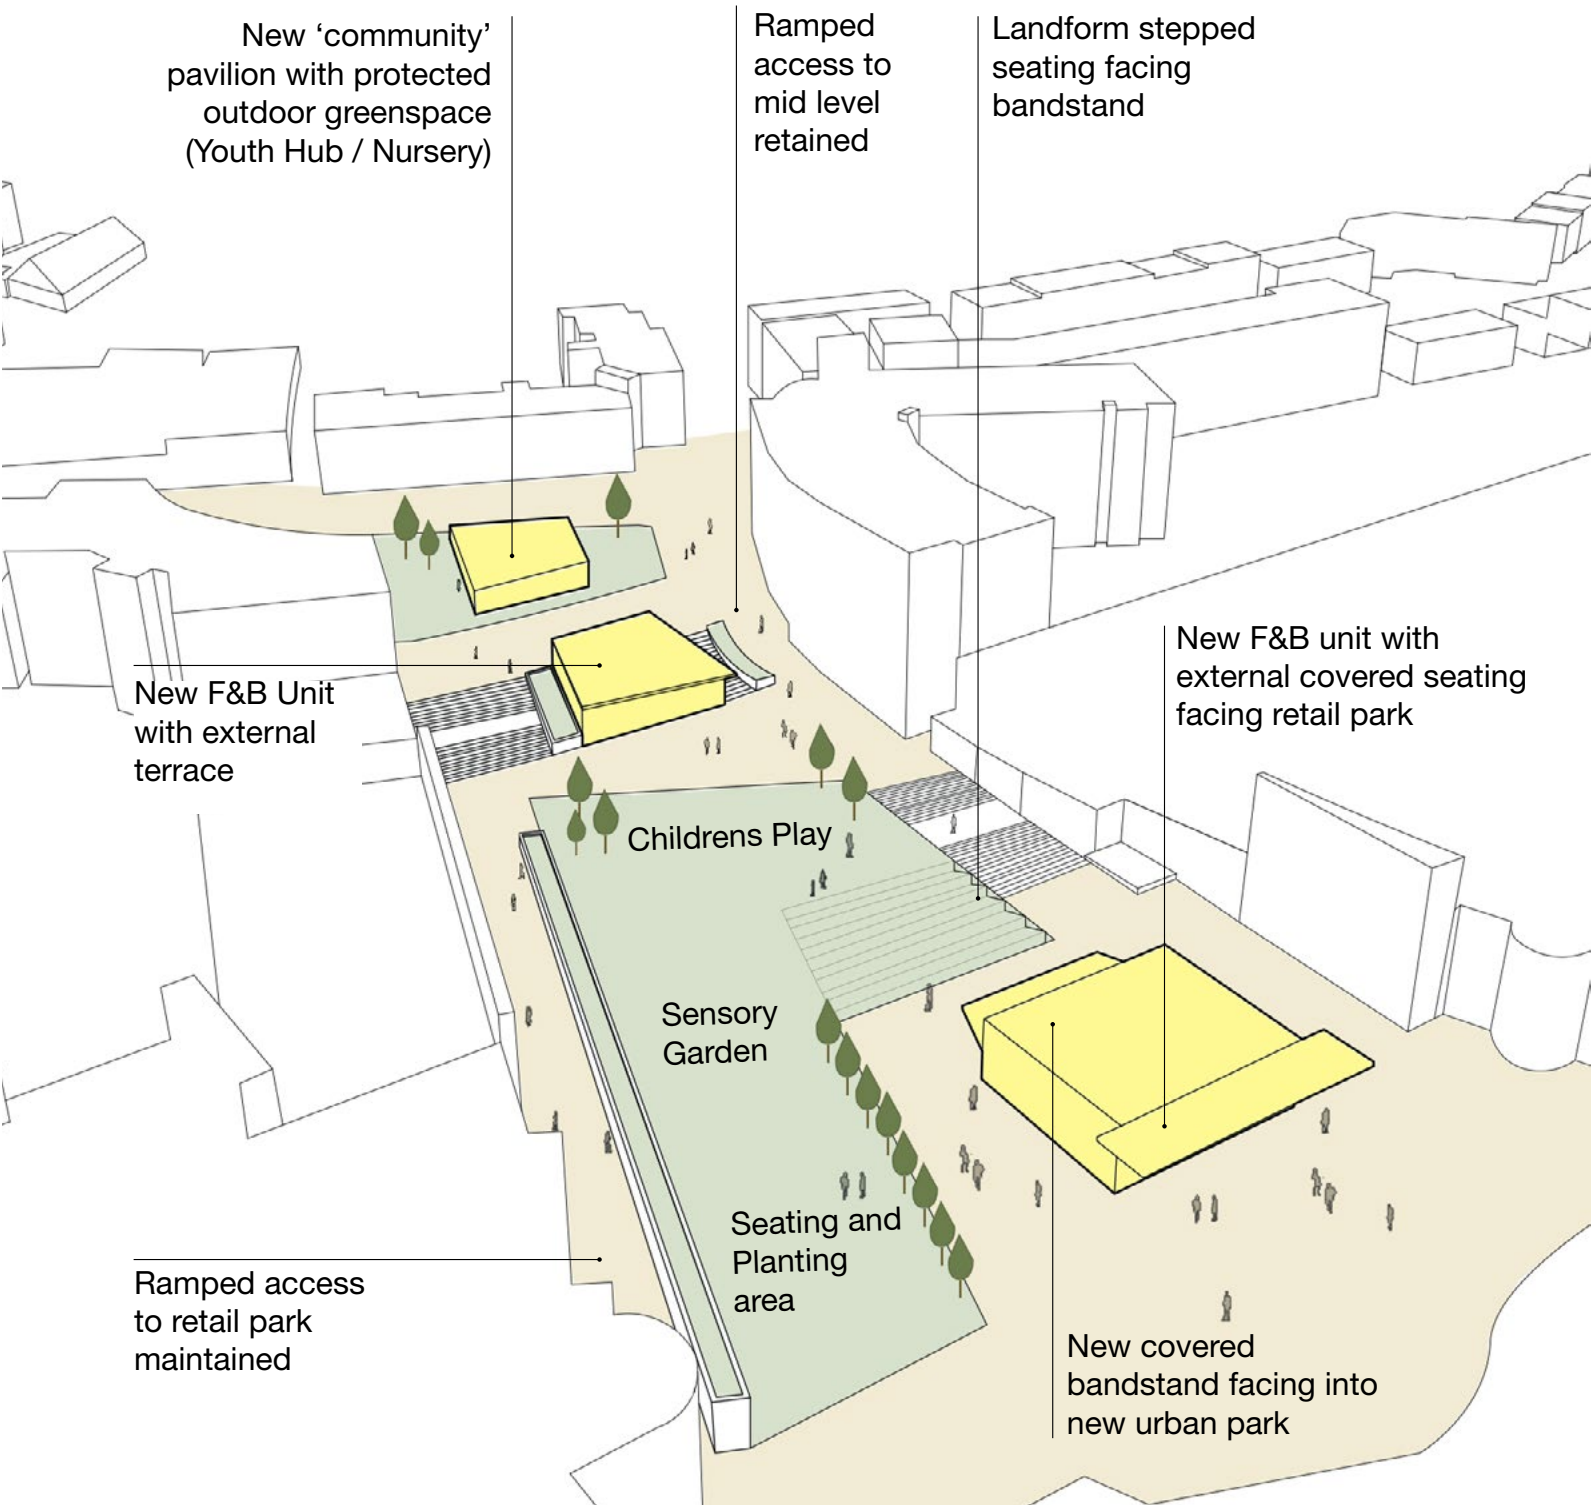 New ‘community’
pavilion with protected
outdoor greenspace
(Youth Hub / Nursery)
Ramped
access to
mid level
retained
Landform stepped
seating facing
bandstand
New F&B Unit
with external
terrace
New F&B unit with
external covered seating
facing retail park
Childrens Play
Sensory
Garden
Seating and
Planting
area
Ramped access
to retail park
maintained
New covered
bandstand facing into
new urban park